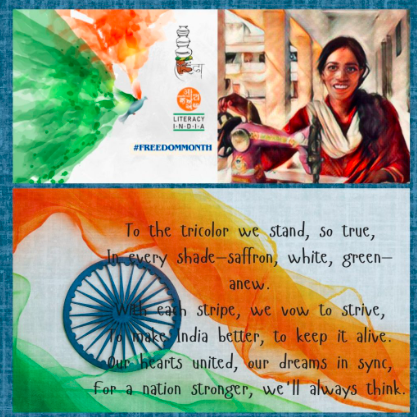 LITERACY
INDIA
#FREEDOMMONTH
To the tricolor we stand, so true,
In every shade—saffron, white, green—
anew.
With each stripe, we vow to strive,
To make India better, to keep it alive.
Our hearts united, our dreams in sync,
For a nation stronger, we'll always think.